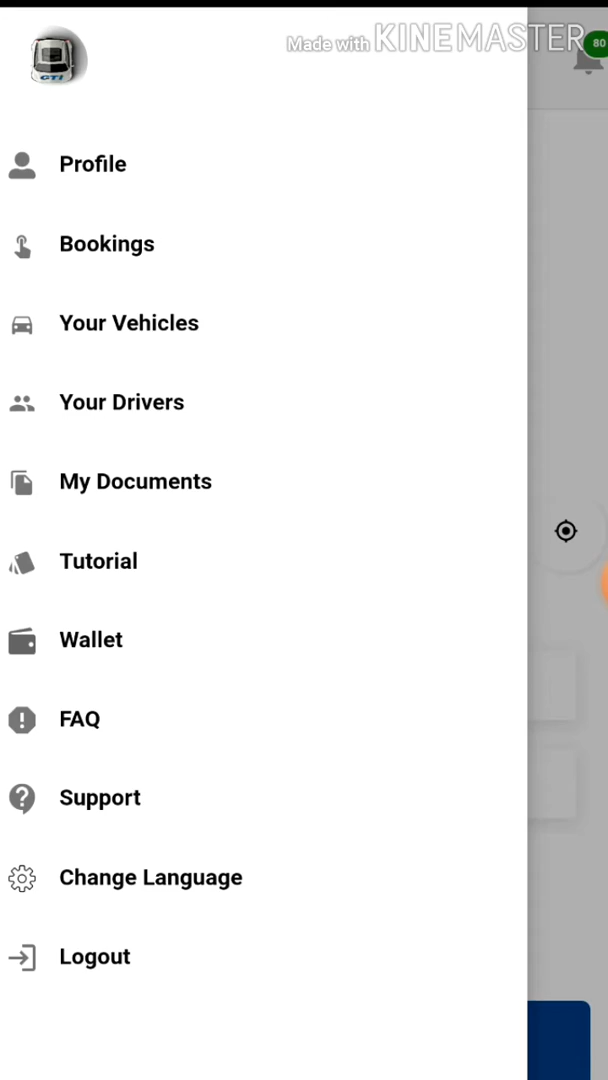 Made with KINEMASTER
80
GTI
Profile
Bookings
Your Vehicles
Your Drivers
My Documents
Tutorial
Wallet
FAQ
Support
Change Language
Logout